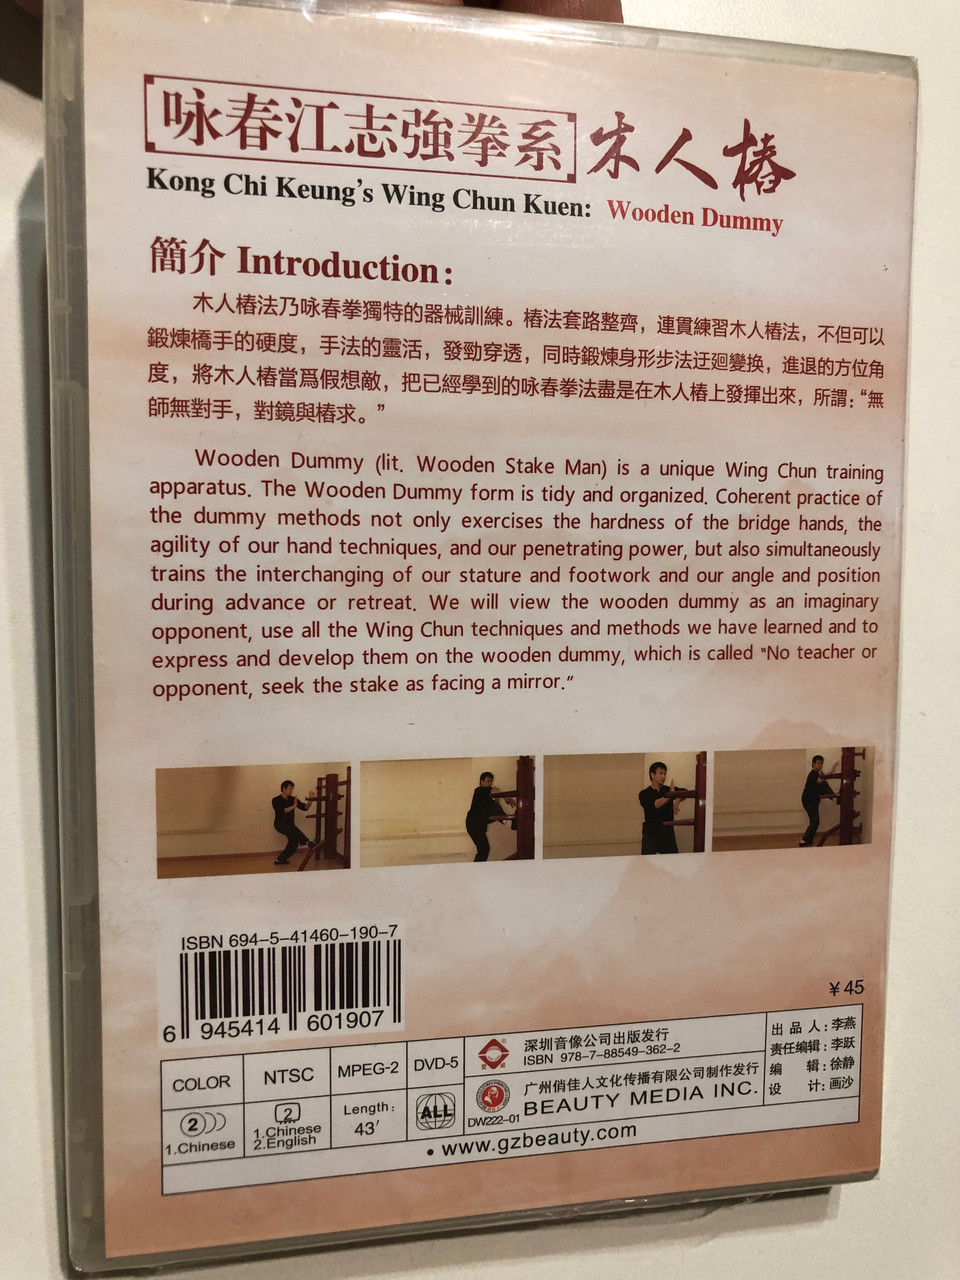 咏春江志強拳系 木人樁
Kong Chi Keung's Wing Chun Kuen: Wooden Dummy
簡介 Introduction:
木人樁法乃咏春拳獨特的器械訓練。樁法套路整齊，連貫練習木人樁法，不但可以
鍛煉橋手的硬度，手法的靈活，發勁穿透，同時鍛煉身形步法迂迴變换，進退的方位角
度，將木人樁當爲假想敵，把已經學到的咏春拳法盡是在木人樁上發揮出來，所謂：“無
師無對手，對鏡與樁求。”
Wooden Dummy (lit. Wooden Stake Man) is a unique Wing Chun training
apparatus. The Wooden Dummy form is tidy and organized. Coherent practice of
the dummy methods not only exercises the hardness of the bridge hands, the
agility of our hand techniques, and our penetrating power, but also simultaneously
trains the interchanging of our stature and footwork and our angle and position
during advance or retreat. We will view the wooden dummy as an imaginary
opponent, use all the Wing Chun techniques and methods we have learned and to
express and develop them on the wooden dummy, which is called “No teacher or
opponent, seek the stake as facing a mirror.”
ISBN 694-5-41460-190-7
6 945414 601907
¥45
COLOR NTSC MPEG-2 DVD-5
2 1.Chinese
2 1.Chinese 2.English
Length: 43′
ALL
深圳音像公司出版发行
ISBN 978-7-88549-362-2
广州俏佳人文化传播有限公司制作发行
DW222-01 BEAUTY MEDIA INC.
出 品 人：李燕
责任编辑：李跃
编 辑：徐静
设 计：画沙
• www.gzbeauty.com